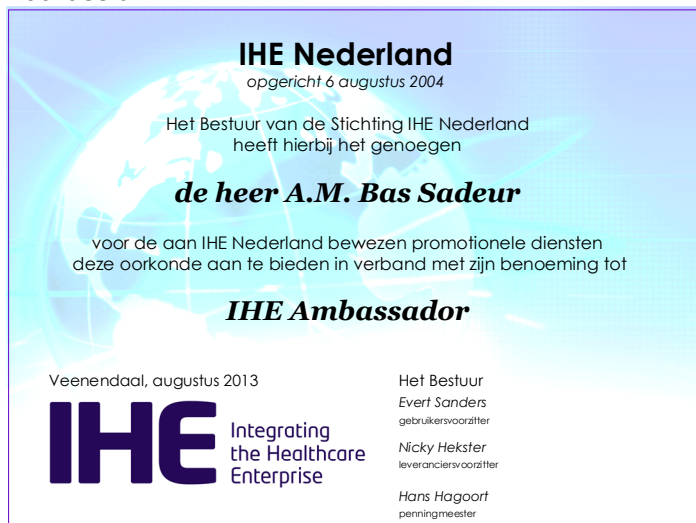 IHE Nederland
opgericht 6 augustus 2004
Het Bestuur van de Stichting IHE Nederland
heeft hierbij het genoegen
de heer A.M. Bas Sadeur
voor de aan IHE Nederland bewezen promotionele diensten
deze oorkonde aan te bieden in verband met zijn benoeming tot
IHE Ambassador
Veenendaal, augustus 2013
IHE
Integrating
the Healthcare
Enterprise
Het Bestuur
Evert Sanders
gebruikersvoorzitter
Nicky Hekster
leveranciersvoorzitter
Hans Hagoort
penningmeester